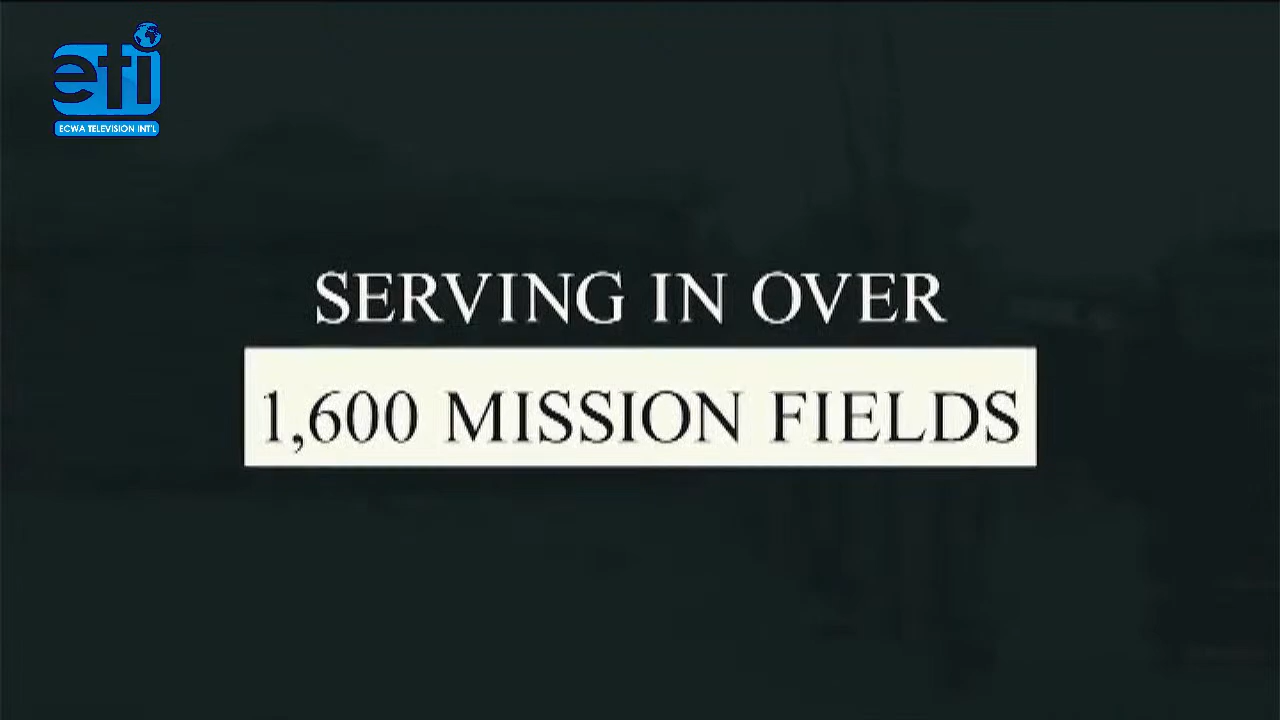 eti
ECWA TELEVISION INT'L
SERVING IN OVER
1,600 MISSION FIELDS